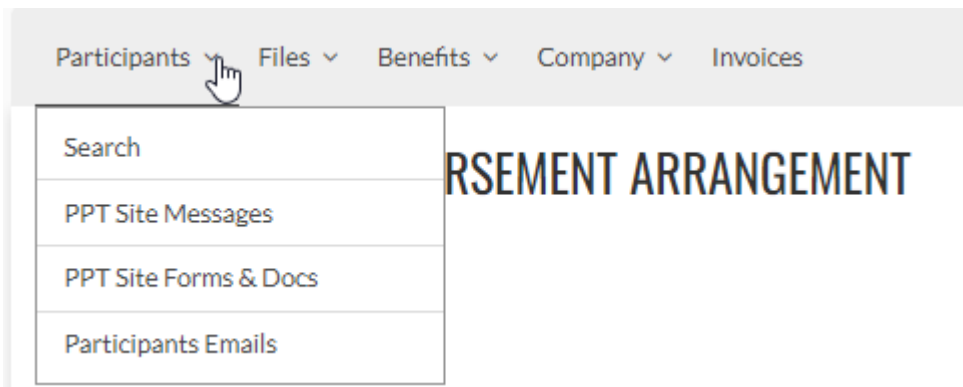 Participants Files Benefits Company Invoices
Search
PPT Site Messages
PPT Site Forms & Docs
Participants Emails
RSEMENT ARRANGEMENT